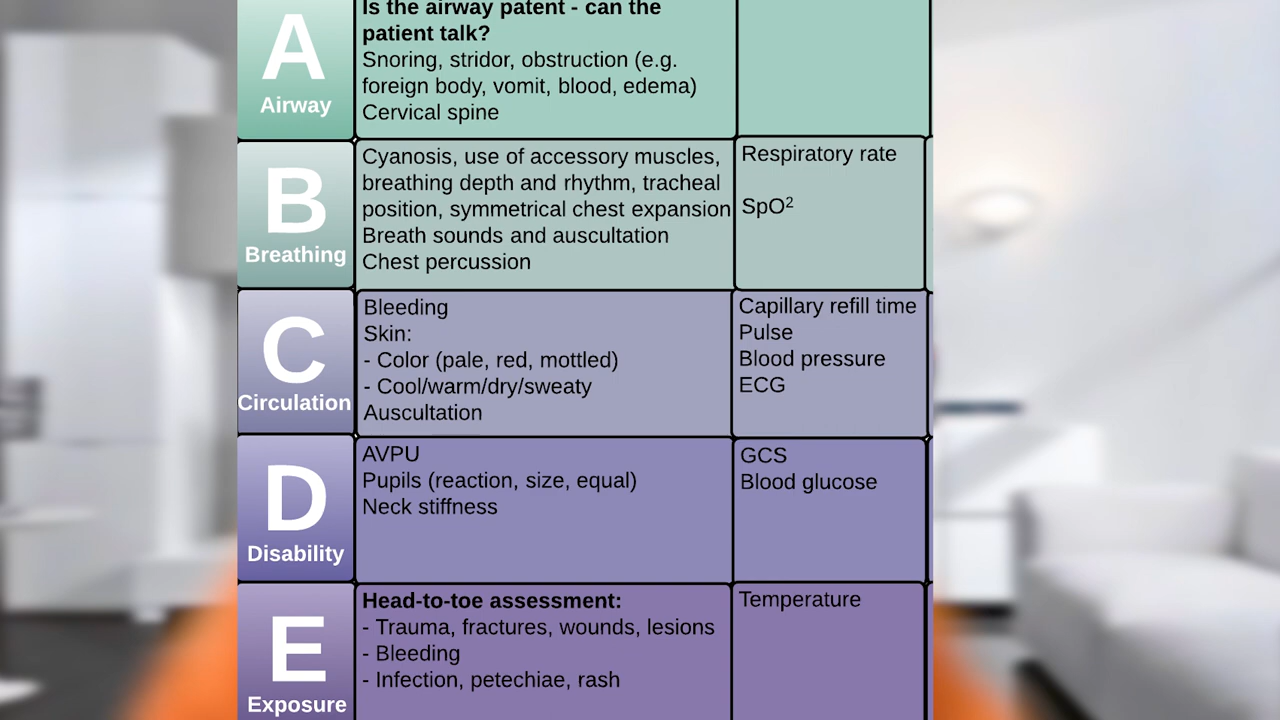 A
Airway
Is the airway patent - can the
patient talk?
Snoring, stridor, obstruction (e.g.
foreign body, vomit, blood, edema)
Cervical spine
B
Breathing
Cyanosis, use of accessory muscles,
breathing depth and rhythm, tracheal
position, symmetrical chest expansion
Breath sounds and auscultation
Chest percussion
Respiratory rate
SpO²
C
Circulation
Bleeding
Skin:
- Color (pale, red, mottled)
- Cool/warm/dry/sweaty
Auscultation
Capillary refill time
Pulse
Blood pressure
ECG
D
Disability
AVPU
Pupils (reaction, size, equal)
Neck stiffness
GCS
Blood glucose
E
Exposure
Head-to-toe assessment:
- Trauma, fractures, wounds, lesions
- Bleeding
- Infection, petechiae, rash
Temperature